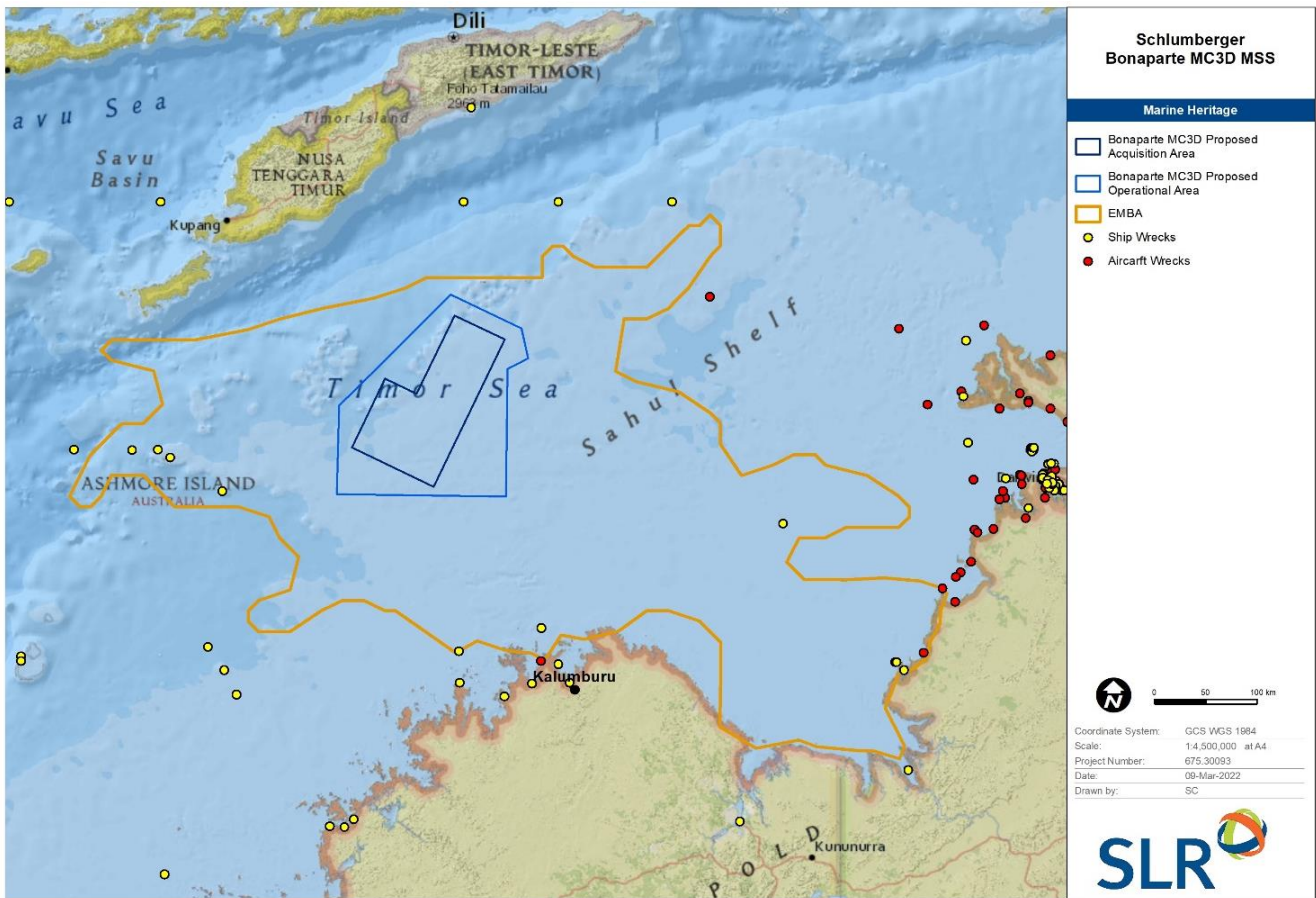 Dili
TIMOR-LESTE
(EAST TIMOR)
Foho Tatamailau
2963 m
avu Sea
Timor Island
Savu
Basin
NUSA
TENGGARA
TIMUR
Kupang
Timor Sea
Sahul Shelf
ASHMORE ISLAND
AUSTRALIA
Kalumburu
POLD
Kununurra
Schlumberger
Bonaparte MC3D MSS
Marine Heritage
Bonaparte MC3D Proposed
Acquisition Area
Bonaparte MC3D Proposed
Operational Area
EMBA
Ship Wrecks
Aircarft Wrecks
N
0 50 100 km
Coordinate System: GCS WGS 1984
Scale: 1:4,500,000 at A4
Project Number: 675.30093
Date: 09-Mar-2022
Drawn by: SC
SLR